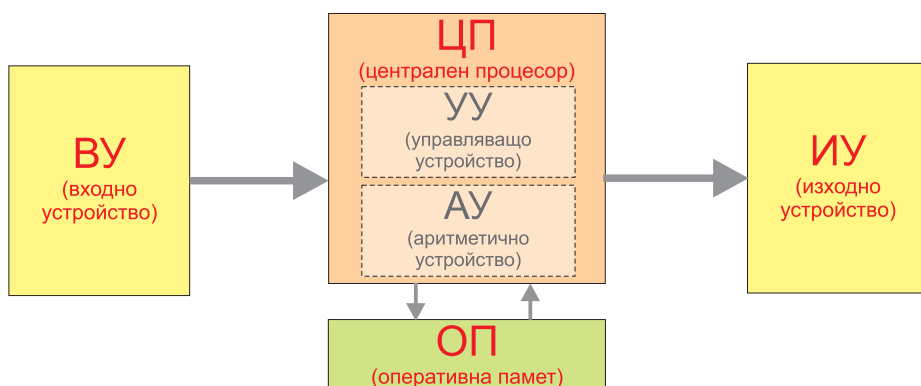 ВУ
(входно
устройство)
ЦП
(централен процесор)
УУ
(управляващо
устройство)
АУ
(аритметично
устройство)
ИУ
(изходно
устройство)
ОП
(оперативна памет)